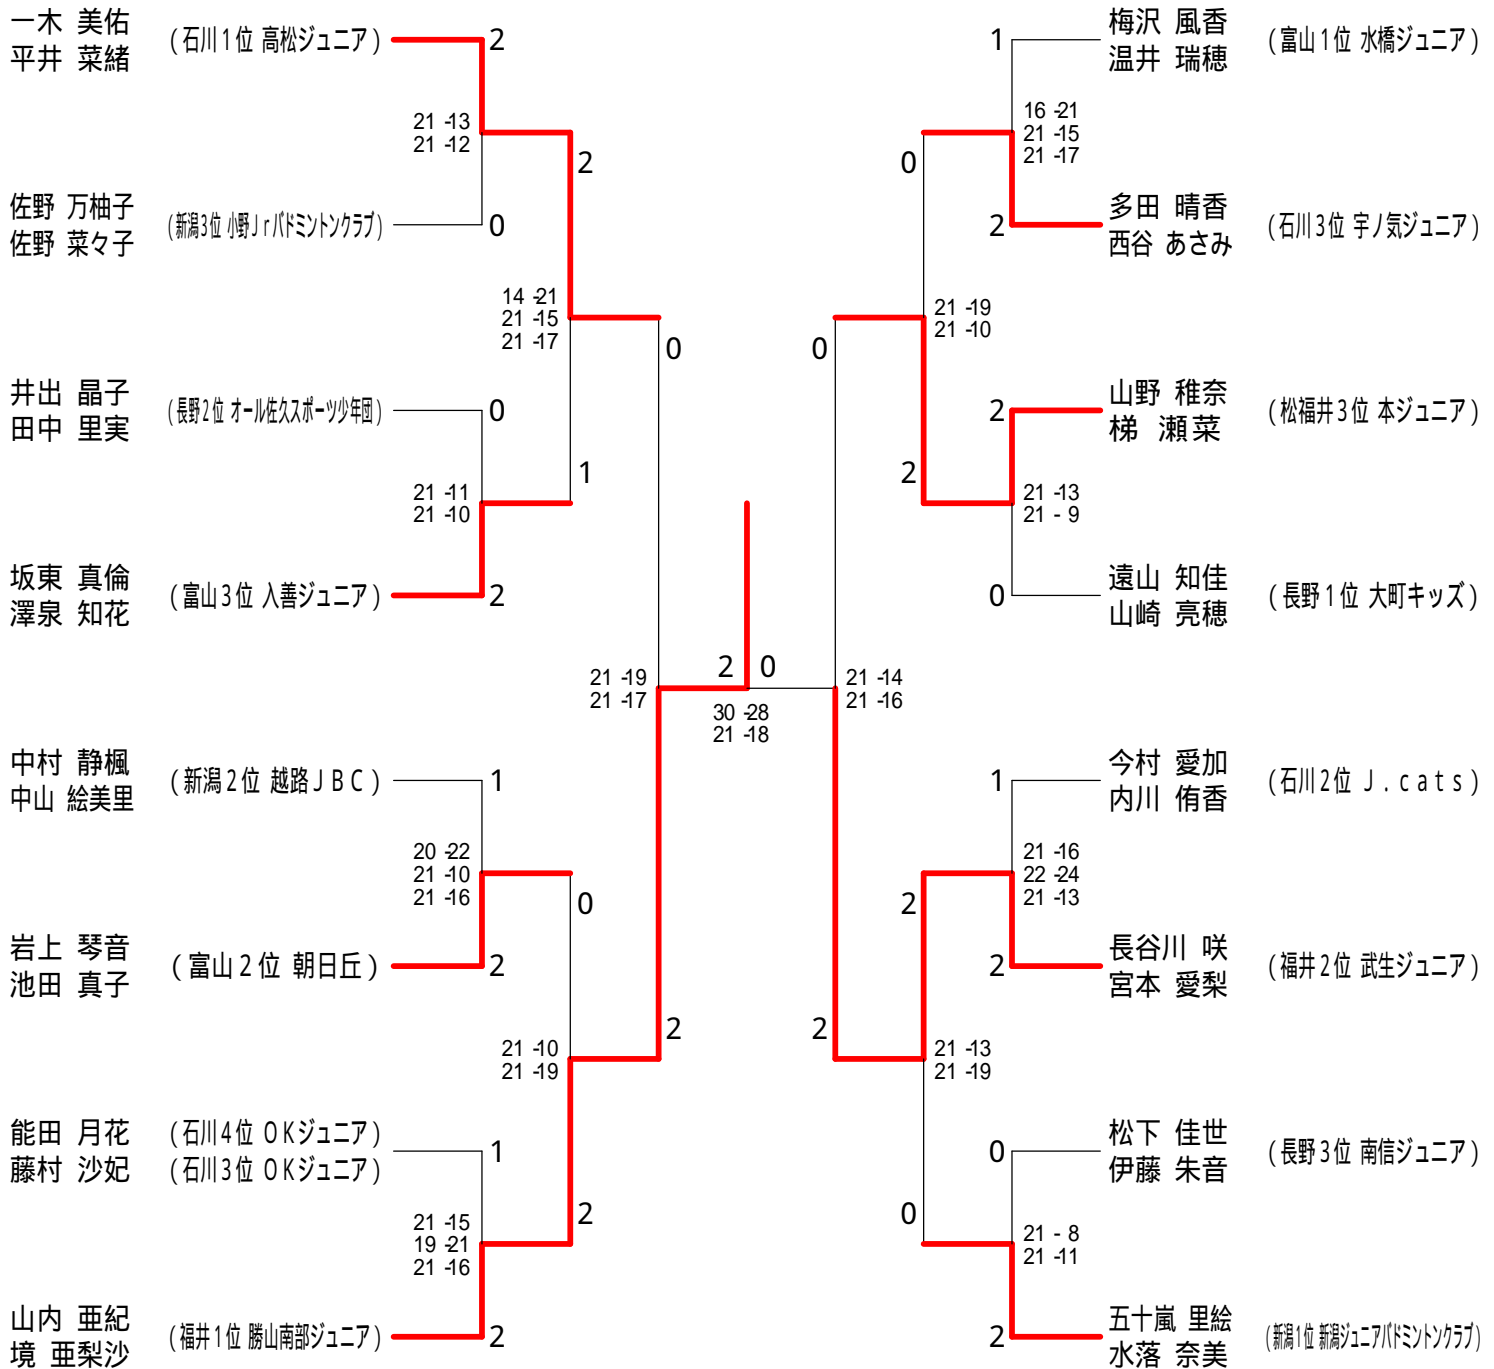 一木 美佑
平井 菜緒
(石川1位 高松ジュニア)
2
21 -13
21 -12
2
佐野 万柚子
佐野 菜々子
(新潟3位 小野Jrバドミントンクラブ)
0
14 -21
21 -15
21 -17
0
井出 晶子
田中 里実
(長野2位 オール佐久スポーツ少年団)
0
1
21 -11
21 -10
坂東 真倫
澤泉 知花
(富山3位 入善ジュニア)
2
21 -19
21 -17
2 0
30 -28
21 -18
中村 静楓
中山 絵美里
(新潟2位 越路JBC)
1
20 -22
21 -10
21 -16
0
岩上 琴音
池田 真子
(富山2位 朝日丘)
2
2
21 -10
21 -19
能田 月花
藤村 沙妃
(石川4位 OKジュニア)
(石川3位 OKジュニア)
1
2
21 -15
19 -21
21 -16
山内 亜紀
境 亜梨沙
(福井1位 勝山南部ジュニア)
2
1
梅沢 風香
温井 瑞穂
(富山1位 水橋ジュニア)
16 -21
21 -15
21 -17
0
2
多田 晴香
西谷 あさみ
(石川3位 宇ノ気ジュニア)
21 -19
21 -10
0
2
山野 稚奈
梯 瀬菜
(松福井3位 本ジュニア)
2
21 -13
21 - 9
0
遠山 知佳
山崎 亮穂
(長野1位 大町キッズ)
21 -14
21 -16
1
今村 愛加
内川 侑香
(石川2位 J.cats)
21 -16
22 -24
21 -13
2
2
長谷川 咲
宮本 愛梨
(福井2位 武生ジュニア)
2
21 -13
21 -19
0
松下 佳世
伊藤 朱音
(長野3位 南信ジュニア)
0
21 - 8
21 -11
2
五十嵐 里絵
水落 奈美
(新潟1位 新潟ジュニアバドミントンクラブ)